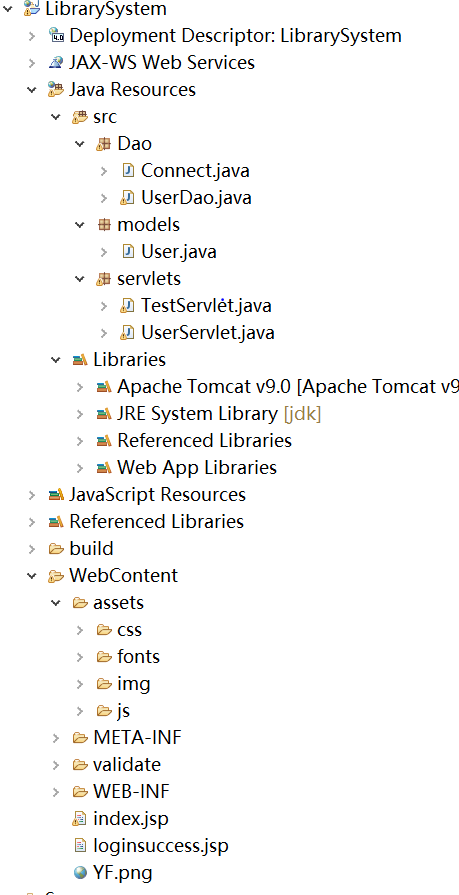 LibrarySystem
4.0 Deployment Descriptor: LibrarySystem
JAX-WS Web Services
Java Resources
src
Dao
Connect.java
UserDao.java
models
User.java
servlets
TestServlet.java
UserServlet.java
Libraries
Apache Tomcat v9.0 [Apache Tomcat v9
JRE System Library [jdk]
Referenced Libraries
Web App Libraries
JavaScript Resources
Referenced Libraries
build
WebContent
assets
css
fonts
img
js
META-INF
validate
WEB-INF
index.jsp
loginsuccess.jsp
YF.png